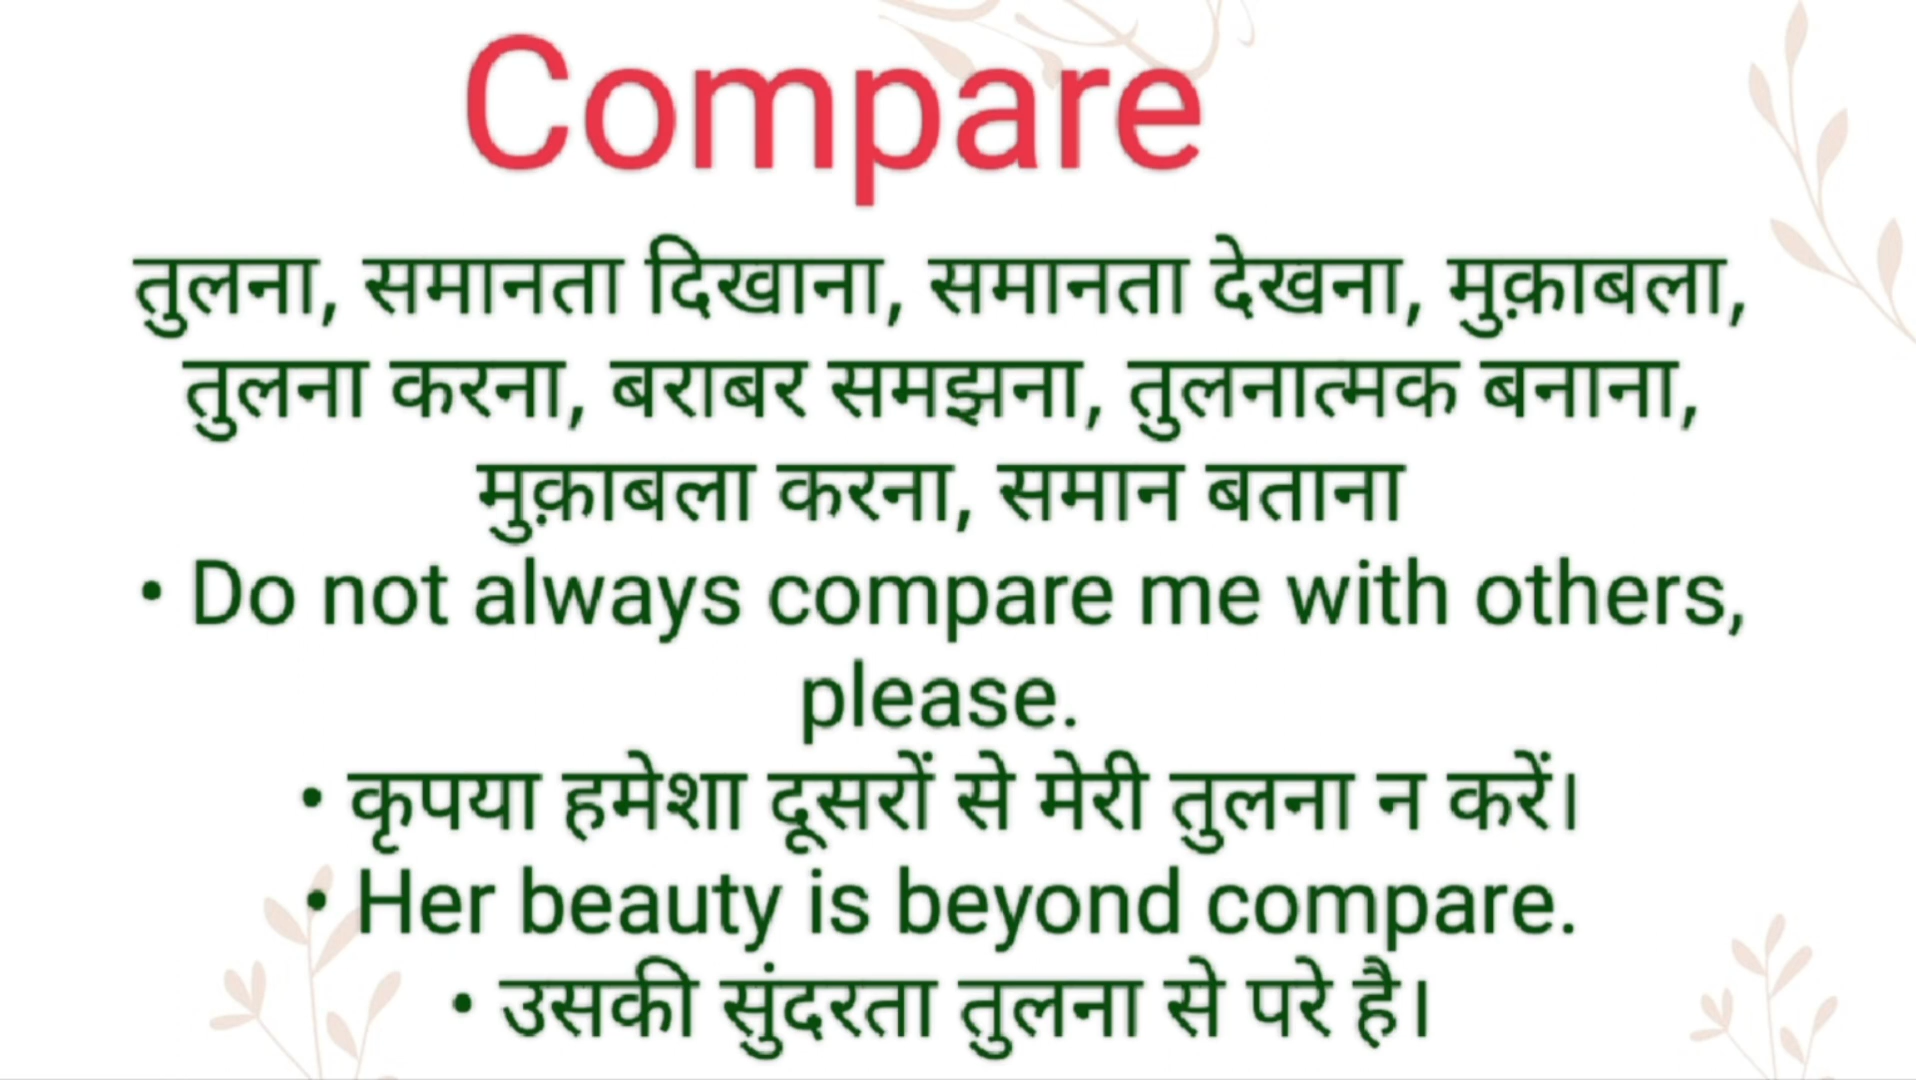 Compare
तुलना, समानता दिखाना, समानता देखना, मुक़ाबला,
तुलना करना, बराबर समझना, तुलनात्मक बनाना,
मुक़ाबला करना, समान बताना
• Do not always compare me with others,
please.
• कृपया हमेशा दूसरों से मेरी तुलना न करें।
• Her beauty is beyond compare.
• उसकी सुंदरता तुलना से परे है।